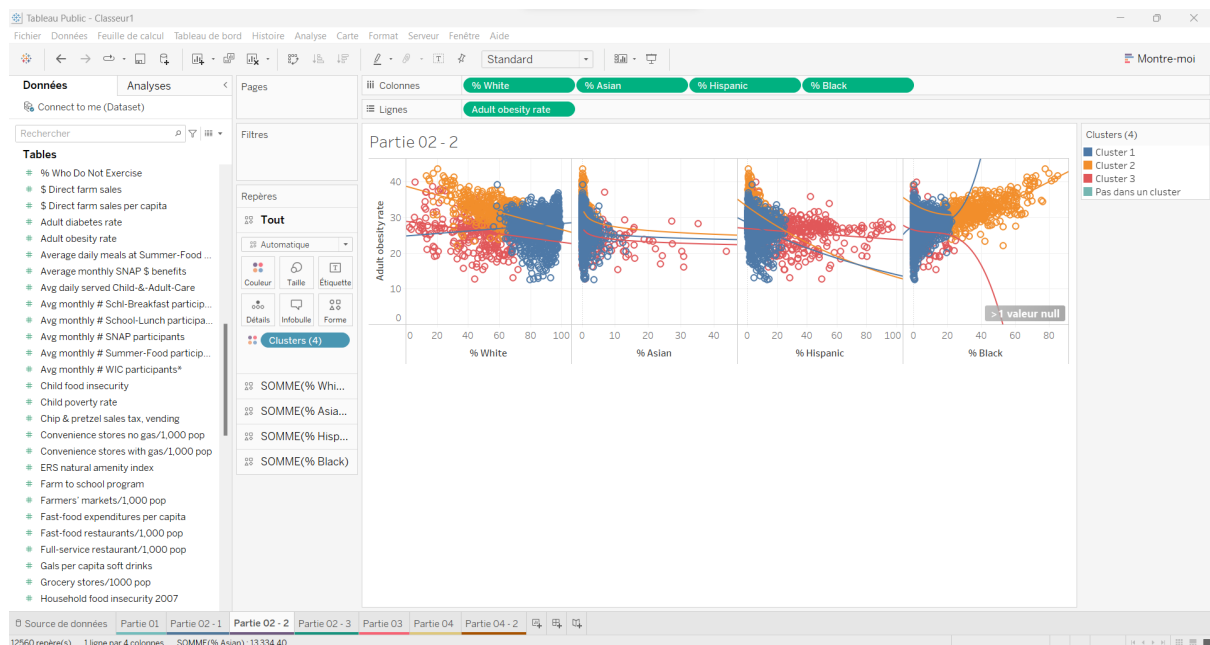 Tableau Public - Classeur1
Fichier Données Feuille de calcul Tableau de bord Histoire Analyse Carte Format Serveur Fenêtre Aide
Standard
Montre-moi
Données Analyses
Connect to me (Dataset)
Rechercher
Tables
% Who Do Not Exercise
$ Direct farm sales
$ Direct farm sales per capita
Adult diabetes rate
Adult obesity rate
Average daily meals at Summer-Food ...
Average monthly SNAP $ benefits
Avg daily served Child-&-Adult-Care
Avg monthly # Schl-Breakfast particip...
Avg monthly # School-Lunch participa...
Avg monthly # SNAP participants
Avg monthly # Summer-Food particip...
Avg monthly # WIC participants*
Child food insecurity
Child poverty rate
Chip & pretzel sales tax, vending
Convenience stores no gas/1,000 pop
Convenience stores with gas/1,000 pop
ERS natural amenity index
Farm to school program
Farmers' markets/1,000 pop
Fast-food expenditures per capita
Fast-food restaurants/1,000 pop
Full-service restaurant/1,000 pop
Gals per capita soft drinks
Grocery stores/1000 pop
Household food insecurity 2007
Pages
Filtres
Repères
Tout
Automatique
Couleur Taille Étiquette
Détails Infobulle Forme
Clusters (4)
SOMME(% Whi...
SOMME(% Asia...
SOMME(% Hisp...
SOMME(% Black)
Colonnes % White % Asian % Hispanic % Black
Lignes Adult obesity rate
Partie 02 - 2
Adult obesity rate
40
30
20
10
0
>1 valeur null
0 20 40 60 80 100 0 10 20 30 40 0 20 40 60 80 100 0 20 40 60 80
% White % Asian % Hispanic % Black
Clusters (4)
Cluster 1
Cluster 2
Cluster 3
Pas dans un cluster
Source de données Partie 01 Partie 02 - 1 Partie 02 - 2 Partie 02 - 3 Partie 03 Partie 04 Partie 04 - 2
12560 repère(s) 1 ligne par 4 colonnes SOMME(% Asian) : 13 334,40